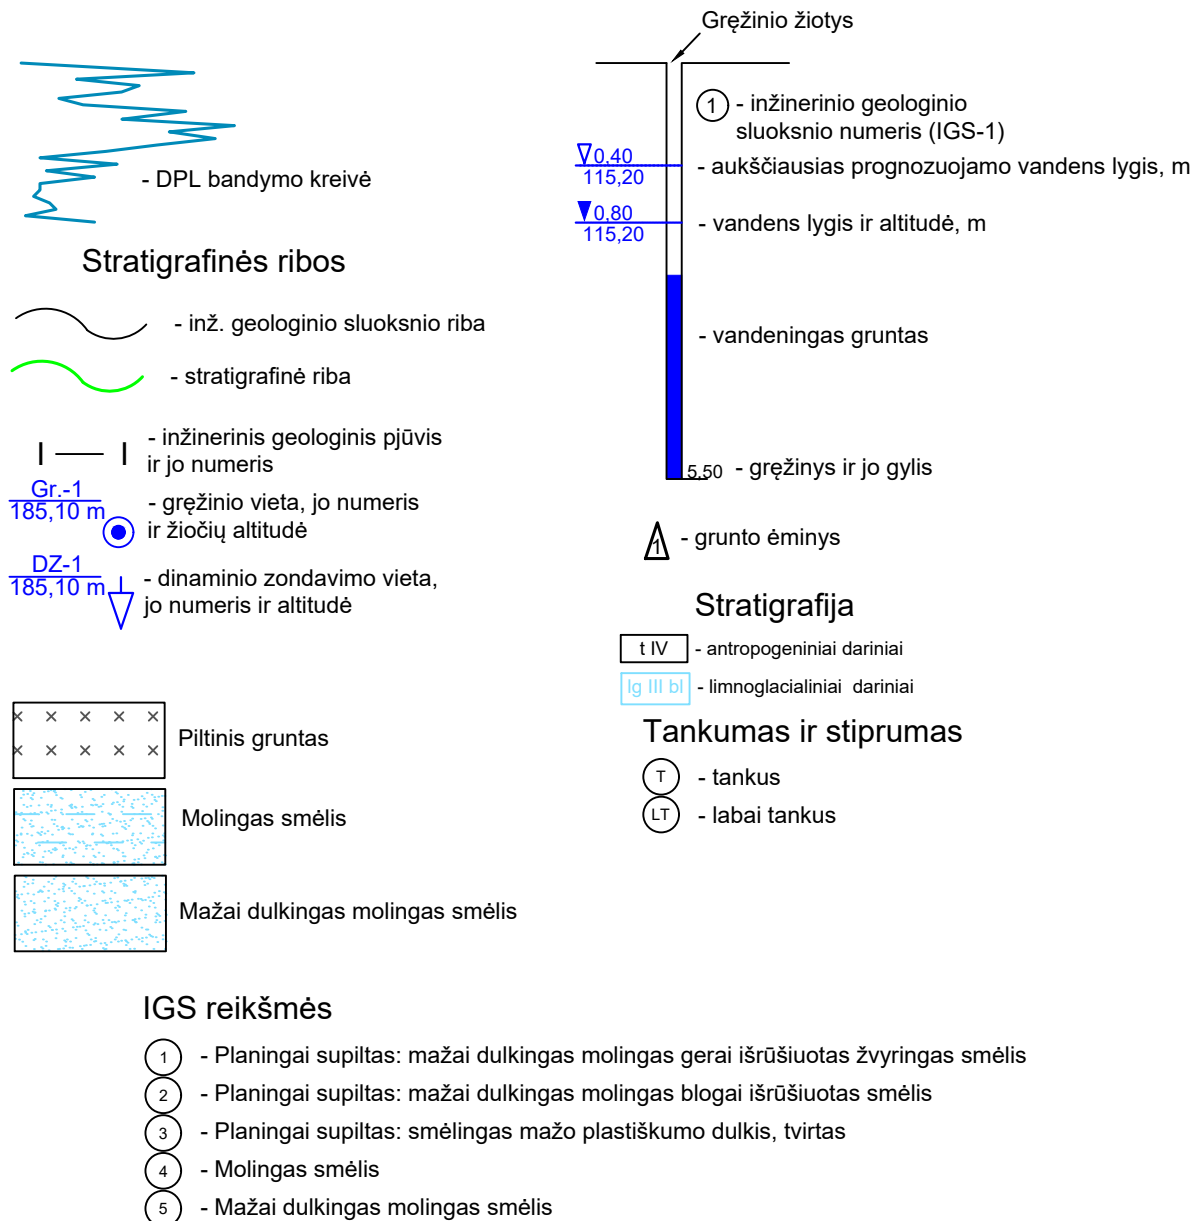 Gręžinio žiotys
1 - inžinerinio geologinio
sluoksnio numeris (IGS-1)
0,40
115,20
- aukščiausias prognozuojamo vandens lygis, m
0,80
115,20
- vandens lygis ir altitudė, m
- vandeningas gruntas
5,50 - gręžinys ir jo gylis
1 - grunto ėminys
- DPL bandymo kreivė
Stratigrafinės ribos
- inž. geologinio sluoksnio riba
- stratigrafinė riba
I I - inžinerinis geologinis pjūvis
ir jo numeris
Gr.-1
185,10 m
- gręžinio vieta, jo numeris
ir žiočių altitudė
DZ-1
185,10 m
- dinaminio zondavimo vieta,
jo numeris ir altitudė
Stratigrafija
t IV - antropogeniniai dariniai
lg III bl - limnoglacialiniai dariniai
Tankumas ir stiprumas
T - tankus
LT - labai tankus
Piltinis gruntas
Molingas smėlis
Mažai dulkingas molingas smėlis
IGS reikšmės
1 - Planingai supiltas: mažai dulkingas molingas gerai išrūšiuotas žvyringas smėlis
2 - Planingai supiltas: mažai dulkingas molingas blogai išrūšiuotas smėlis
3 - Planingai supiltas: smėlingas mažo plastiškumo dulkis, tvirtas
4 - Molingas smėlis
5 - Mažai dulkingas molingas smėlis